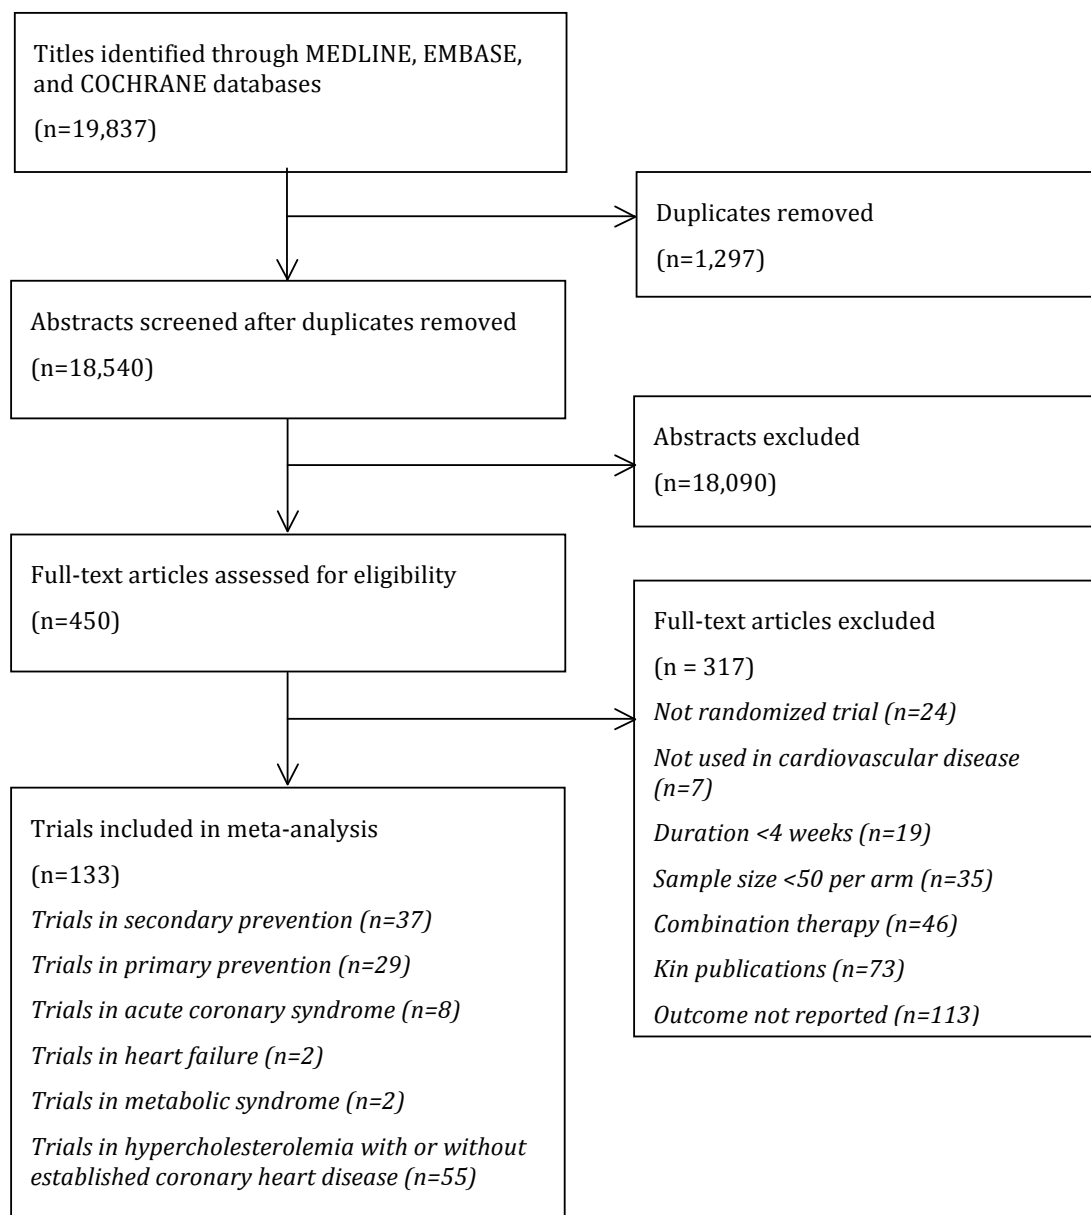 Titles identified through MEDLINE, EMBASE,
and COCHRANE databases
(n=19,837)
Duplicates removed
(n=1,297)
Abstracts screened after duplicates removed
(n=18,540)
Abstracts excluded
(n=18,090)
Full-text articles assessed for eligibility
(n=450)
Full-text articles excluded
(n = 317)
Not randomized trial (n=24)
Not used in cardiovascular disease
(n=7)
Duration <4 weeks (n=19)
Sample size <50 per arm (n=35)
Combination therapy (n=46)
Kin publications (n=73)
Outcome not reported (n=113)
Trials included in meta-analysis
(n=133)
Trials in secondary prevention (n=37)
Trials in primary prevention (n=29)
Trials in acute coronary syndrome (n=8)
Trials in heart failure (n=2)
Trials in metabolic syndrome (n=2)
Trials in hypercholesterolemia with or without
established coronary heart disease (n=55)